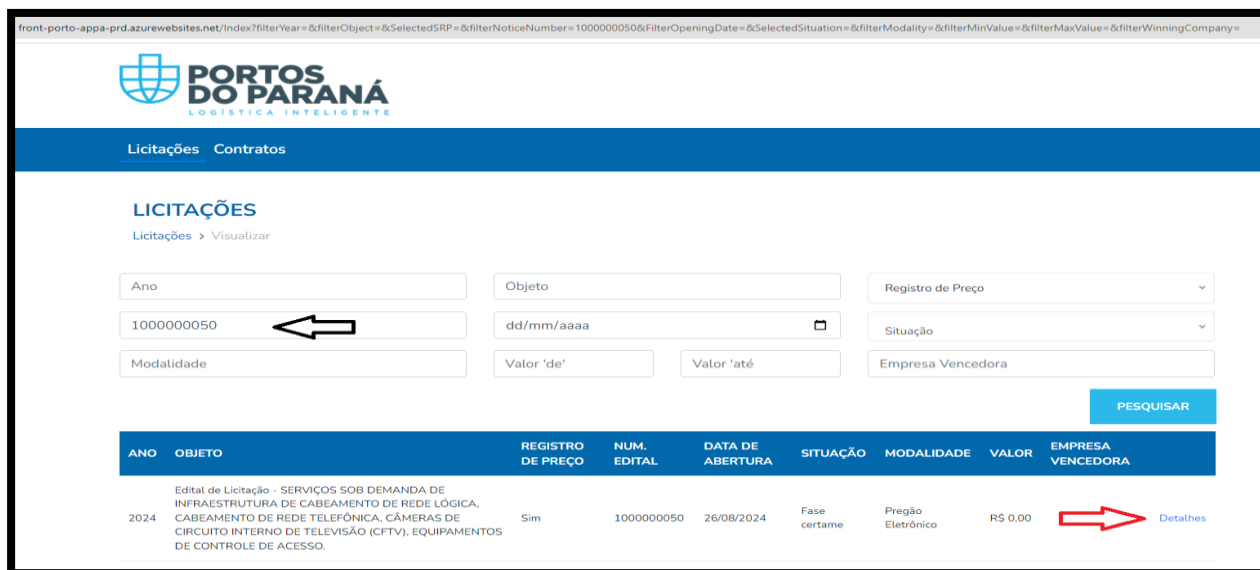 front-porto-appa-prd.azurewebsites.net/Index?filterYear=&filterObject=&SelectedSRP=&filterNoticeNumber=1000000050&FilterOpeningDate=&SelectedSituation=&filterModality=&filterMinValue=&filterMaxValue=&filterWinningCompany=
PORTOS
DO PARANÁ
LOGÍSTICA INTELIGENTE
Licitações Contratos
LICITAÇÕES
Licitações > Visualizar
Ano Objeto Registro de Preço
1000000050 dd/mm/aaaa Situação
Modalidade Valor 'de' Valor 'até Empresa Vencedora
PESQUISAR
ANO OBJETO REGISTRO DE PREÇO NUM. EDITAL DATA DE ABERTURA SITUAÇÃO MODALIDADE VALOR EMPRESA VENCEDORA
Edital de Licitação - SERVIÇOS SOB DEMANDA DE
INFRAESTRUTURA DE CABEAMENTO DE REDE LÓGICA,
2024 CABEAMENTO DE REDE TELEFÔNICA, CÂMERAS DE
CIRCUITO INTERNO DE TELEVISÃO (CFTV), EQUIPAMENTOS
DE CONTROLE DE ACESSO.
Sim 1000000050 26/08/2024 Fase certame Pregão Eletrônico R$ 0,00 Detalhes